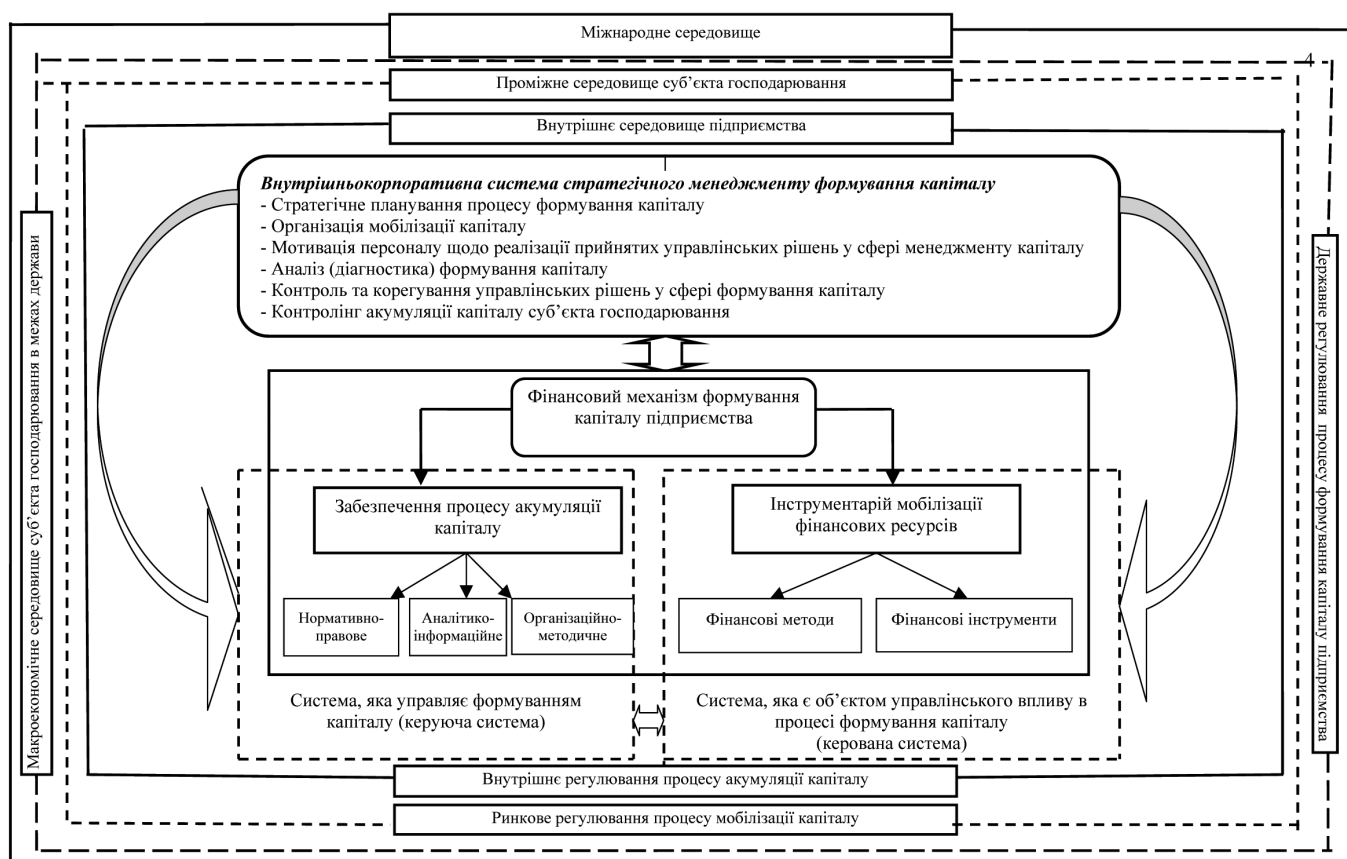 Міжнародне середовище
4
Проміжне середовище суб’єкта господарювання
Внутрішнє середовище підприємства
Макроекономічне середовище суб’єкта господарювання в межах держави
Внутрішньокорпоративна система стратегічного менеджменту формування капіталу
- Стратегічне планування процесу формування капіталу
- Організація мобілізації капіталу
- Мотивація персоналу щодо реалізації прийнятих управлінських рішень у сфері менеджменту капіталу
- Аналіз (діагностика) формування капіталу
- Контроль та корегування управлінських рішень у сфері формування капіталу
- Контролінг акумуляції капіталу суб’єкта господарювання
Державне регулювання процесу формування капіталу підприємства
Фінансовий механізм формування
капіталу підприємства
Забезпечення процесу акумуляції
капіталу
Інструментарій мобілізації
фінансових ресурсів
Нормативно-
правове
Аналітико-
інформаційне
Організаційно-
методичне
Фінансові методи
Фінансові інструменти
Система, яка управляє формуванням
капіталу (керуюча система)
Система, яка є об’єктом управлінського впливу в
процесі формування капіталу
(керована система)
Внутрішнє регулювання процесу акумуляції капіталу
Ринкове регулювання процесу мобілізації капіталу